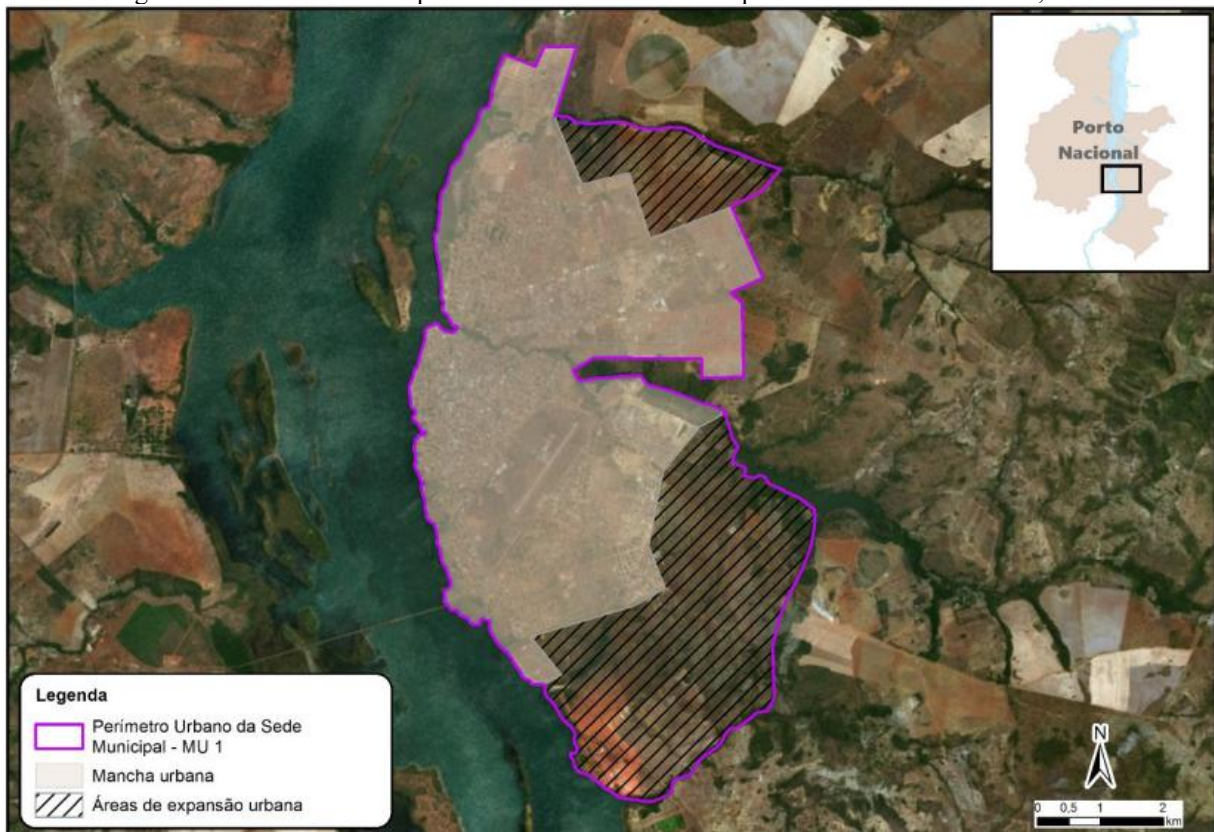 Porto
Nacional
Legenda
Perímetro Urbano da Sede
Municipal - MU 1
Mancha urbana
Áreas de expansão urbana
N
0 0,5 1 2
km